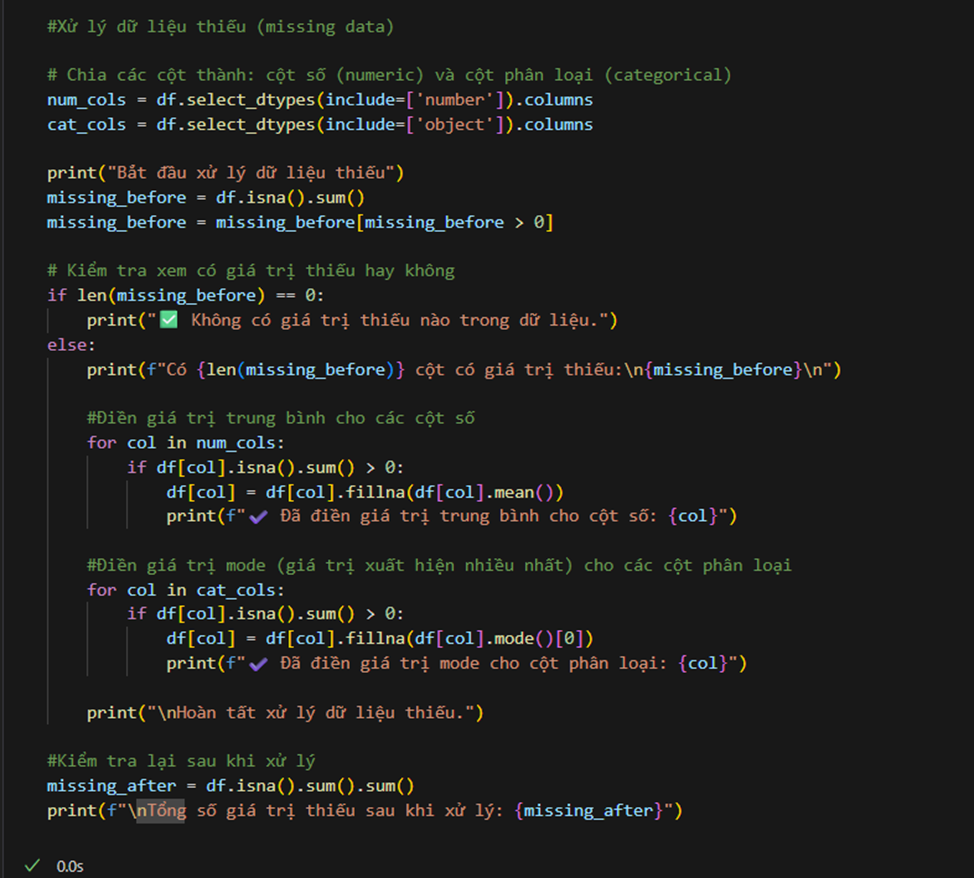 #Xử lý dữ liệu thiếu (missing data)
# Chia các cột thành: cột số (numeric) và cột phân loại (categorical)
num_cols = df.select_dtypes(include=['number']).columns
cat_cols = df.select_dtypes(include=['object']).columns
print("Bắt đầu xử lý dữ liệu thiếu")
missing_before = df.isna().sum()
missing_before = missing_before[missing_before > 0]
# Kiểm tra xem có giá trị thiếu hay không
if len(missing_before) == 0:
    print("✅ Không có giá trị thiếu nào trong dữ liệu.")
else:
    print(f"Có {len(missing_before)} cột có giá trị thiếu:\n{missing_before}\n")
    #Điền giá trị trung bình cho các cột số
    for col in num_cols:
        if df[col].isna().sum() > 0:
            df[col] = df[col].fillna(df[col].mean())
            print(f"✔ Đã điền giá trị trung bình cho cột số: {col}")
    #Điền giá trị mode (giá trị xuất hiện nhiều nhất) cho các cột phân loại
    for col in cat_cols:
        if df[col].isna().sum() > 0:
            df[col] = df[col].fillna(df[col].mode()[0])
            print(f"✔ Đã điền giá trị mode cho cột phân loại: {col}")
    print("\nHoàn tất xử lý dữ liệu thiếu.")
#Kiểm tra lại sau khi xử lý
missing_after = df.isna().sum().sum()
print(f"\nTổng số giá trị thiếu sau khi xử lý: {missing_after}")
✓ 0.0s